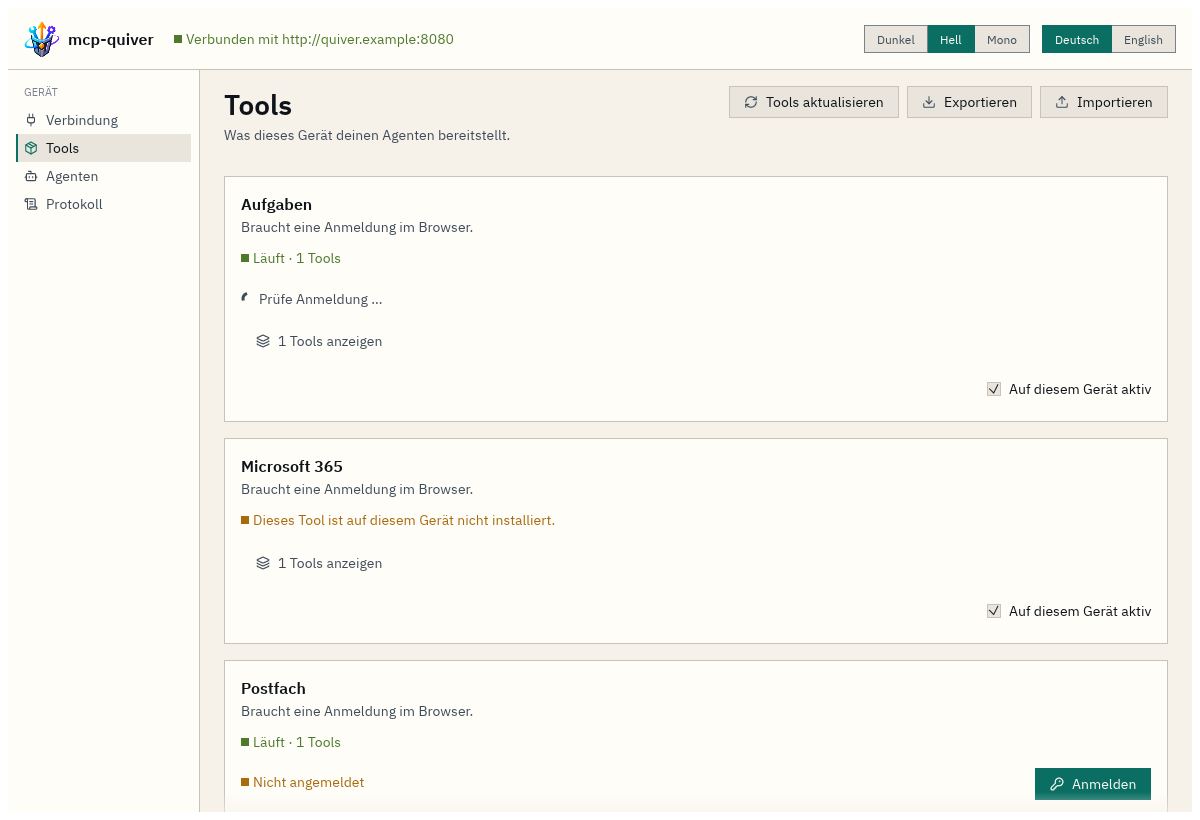 mcp-quiver
Verbunden mit http://quiver.example:8080
Dunkel
Hell
Mono
Deutsch
English
GERÄT
Verbindung
Tools
Agenten
Protokoll
Tools
Was dieses Gerät deinen Agenten bereitstellt.
Tools aktualisieren
Exportieren
Importieren
Aufgaben
Braucht eine Anmeldung im Browser.
Läuft · 1 Tools
Prüfe Anmeldung …
1 Tools anzeigen
Auf diesem Gerät aktiv
Microsoft 365
Braucht eine Anmeldung im Browser.
Dieses Tool ist auf diesem Gerät nicht installiert.
1 Tools anzeigen
Auf diesem Gerät aktiv
Postfach
Braucht eine Anmeldung im Browser.
Läuft · 1 Tools
Nicht angemeldet
Anmelden